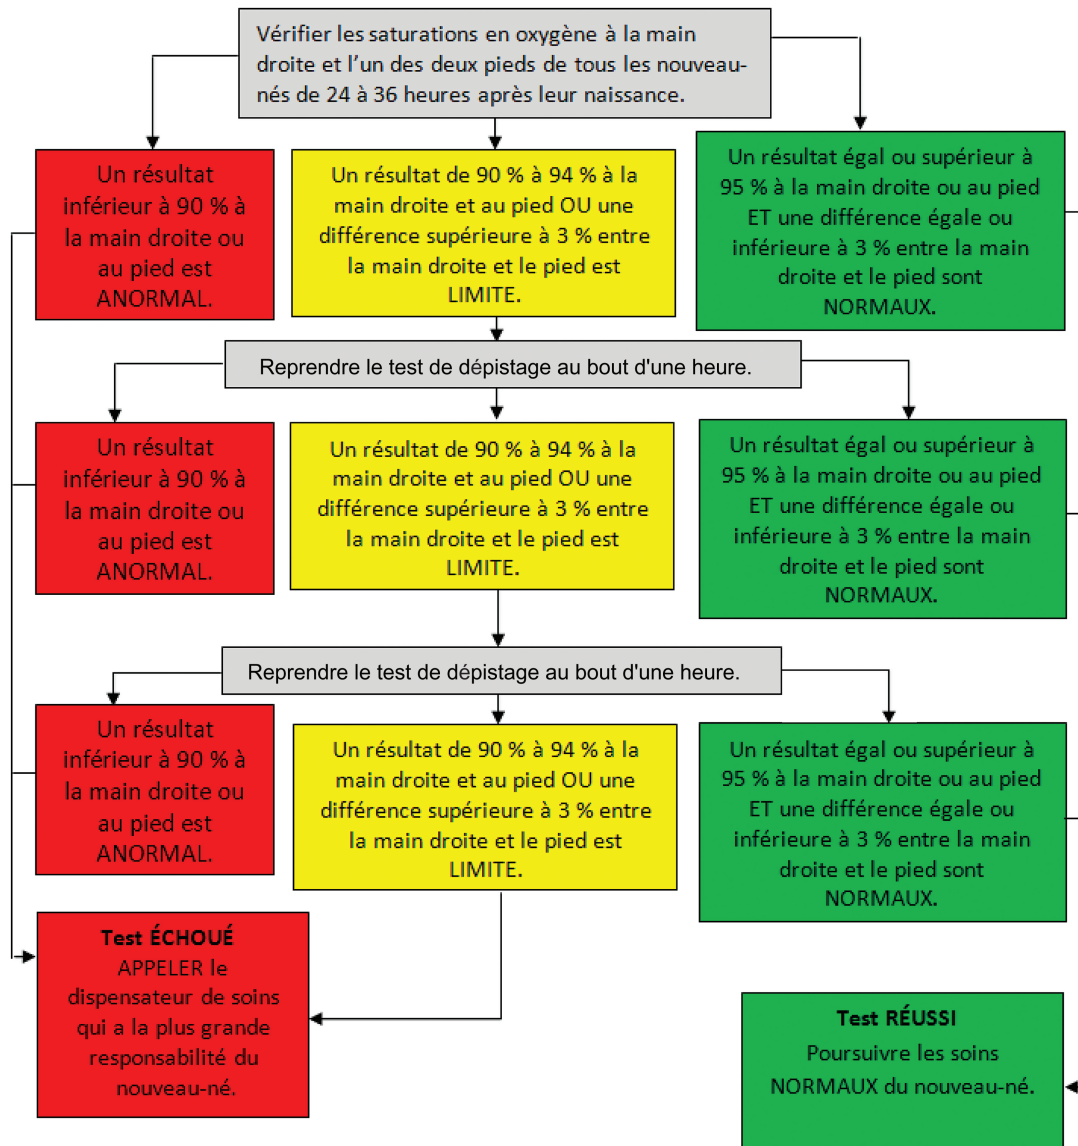 Vérifier les saturations en oxygène à la main
droite et l'un des deux pieds de tous les nouveau-
nés de 24 à 36 heures après leur naissance.
Un résultat
inférieur à 90 % à
la main droite ou
au pied est
ANORMAL.
Un résultat de 90 % à 94 % à la
main droite et au pied OU une
différence supérieure à 3 % entre
la main droite et le pied est
LIMITE.
Un résultat égal ou supérieur à
95 % à la main droite ou au pied
ET une différence égale ou
inférieure à 3 % entre la main
droite et le pied sont
NORMAUX.
Reprendre le test de dépistage au bout d'une heure.
Un résultat
inférieur à 90 % à
la main droite ou
au pied est
ANORMAL.
Un résultat de 90 % à 94 % à la
main droite et au pied OU une
différence supérieure à 3 % entre
la main droite et le pied est
LIMITE.
Un résultat égal ou supérieur à
95 % à la main droite ou au pied
ET une différence égale ou
inférieure à 3 % entre la main
droite et le pied sont
NORMAUX.
Reprendre le test de dépistage au bout d'une heure.
Un résultat
inférieur à 90 % à
la main droite ou
au pied est
ANORMAL.
Un résultat de 90 % à 94 % à la
main droite et au pied OU une
différence supérieure à 3 % entre
la main droite et le pied est
LIMITE.
Un résultat égal ou supérieur à
95 % à la main droite ou au pied
ET une différence égale ou
inférieure à 3 % entre la main
droite et le pied sont
NORMAUX.
Test ÉCHOUÉ
APPELER le
dispensateur de soins
qui a la plus grande
responsabilité du
nouveau-né.
Test RÉUSSI
Poursuivre les soins
NORMAUX du nouveau-né.